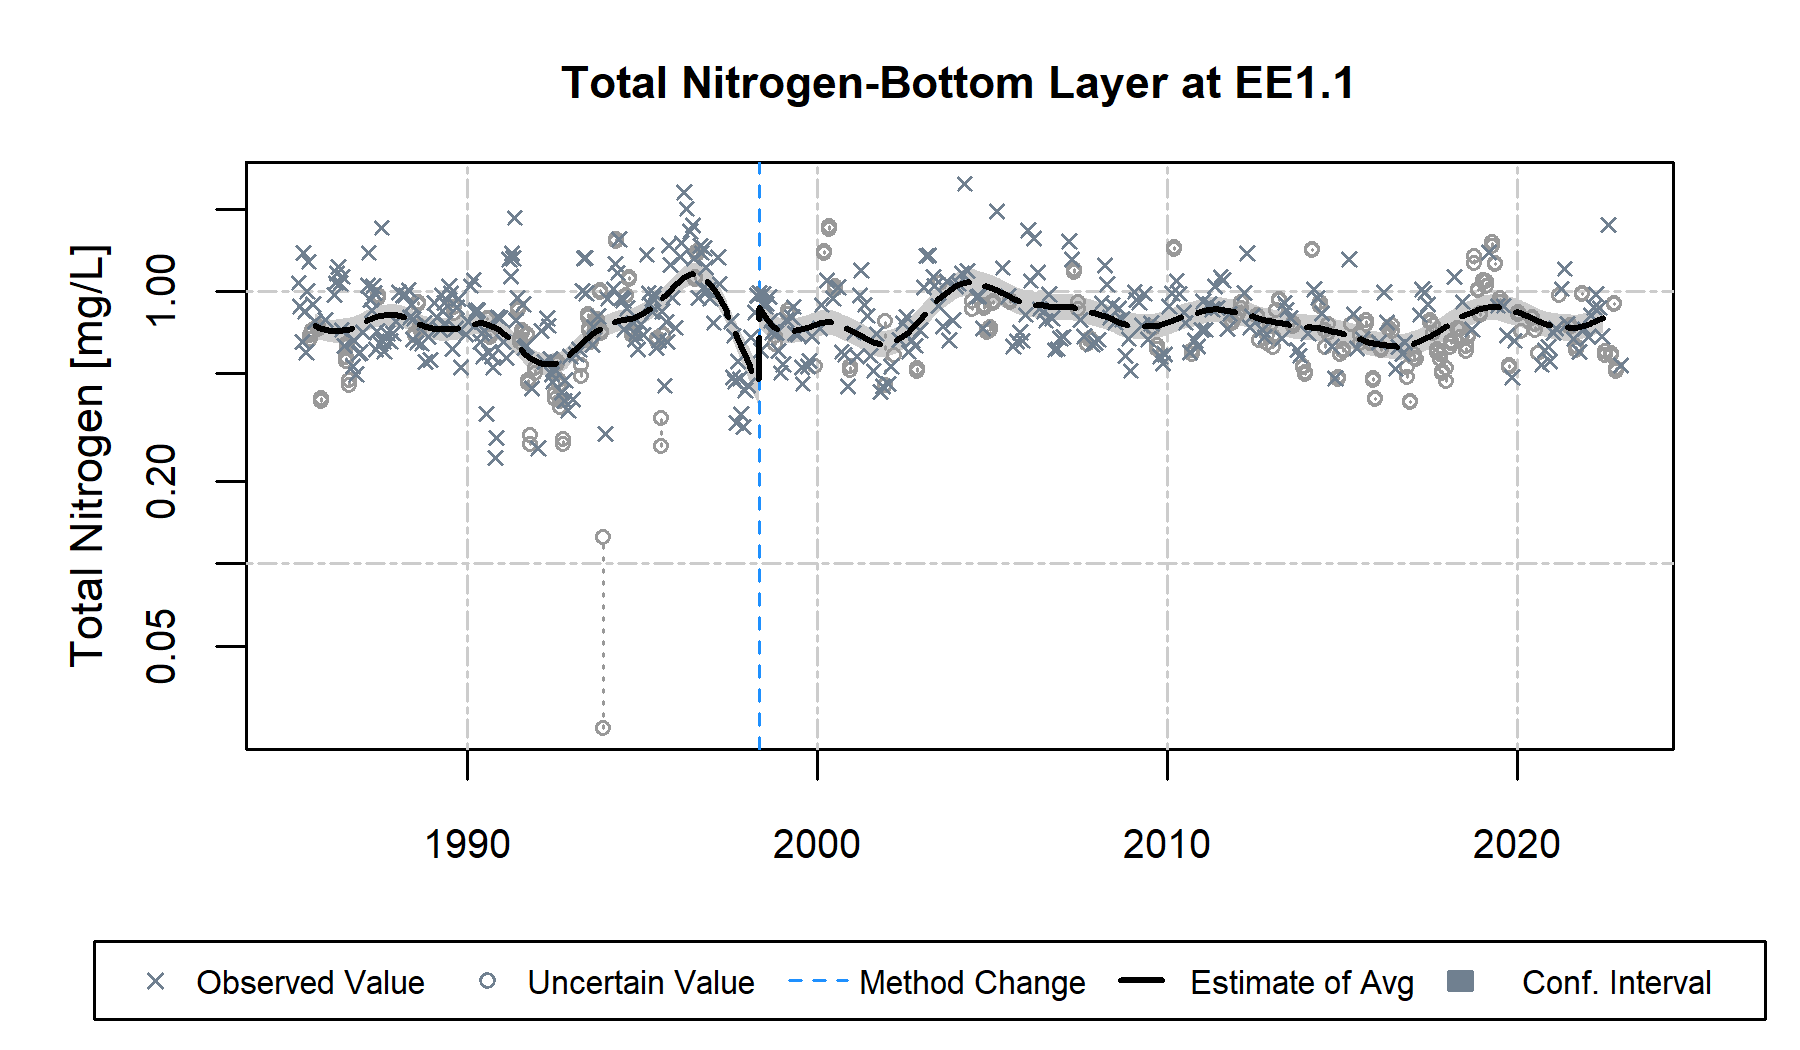 Total Nitrogen-Bottom Layer at EE1.1
Total Nitrogen [mg/L]
1.00
0.20
0.05
1990 2000 2010 2020
Observed Value Uncertain Value Method Change Estimate of Avg Conf. Interval